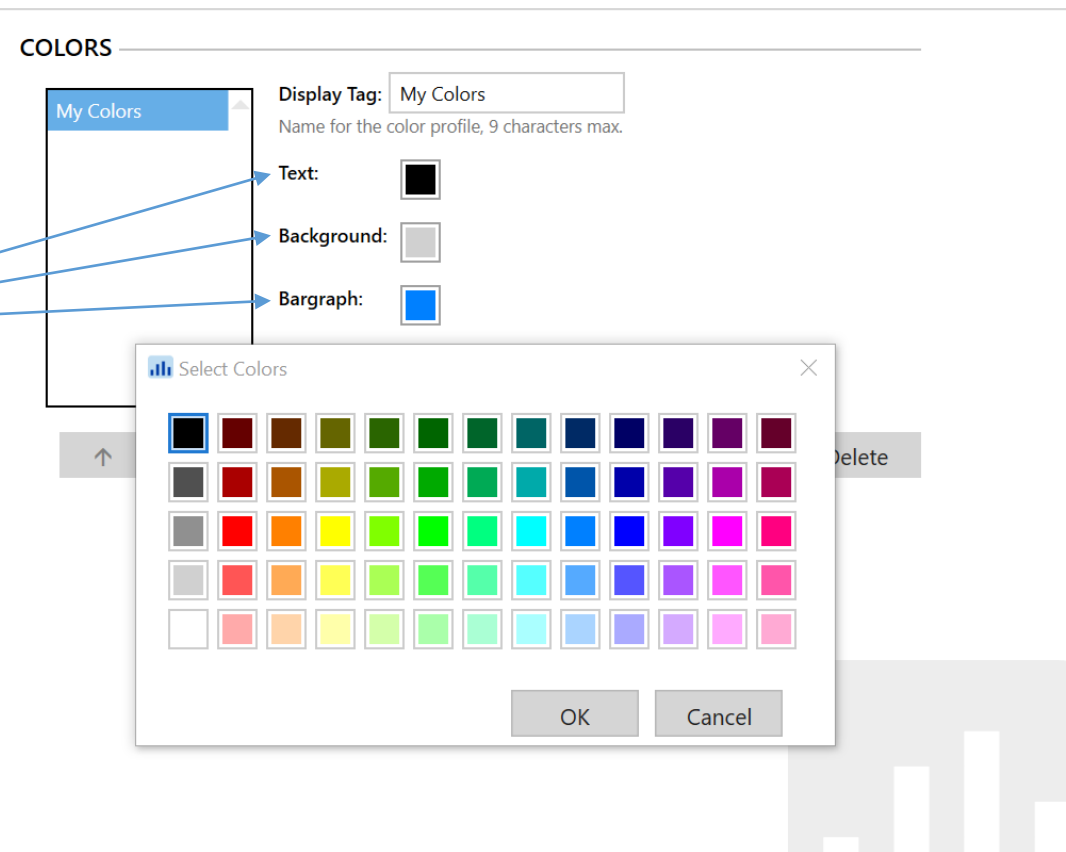 COLORS
My Colors
Display Tag: My Colors
Name for the color profile, 9 characters max.
Text:
Background:
Bargraph:
Select Colors
Delete
OK Cancel